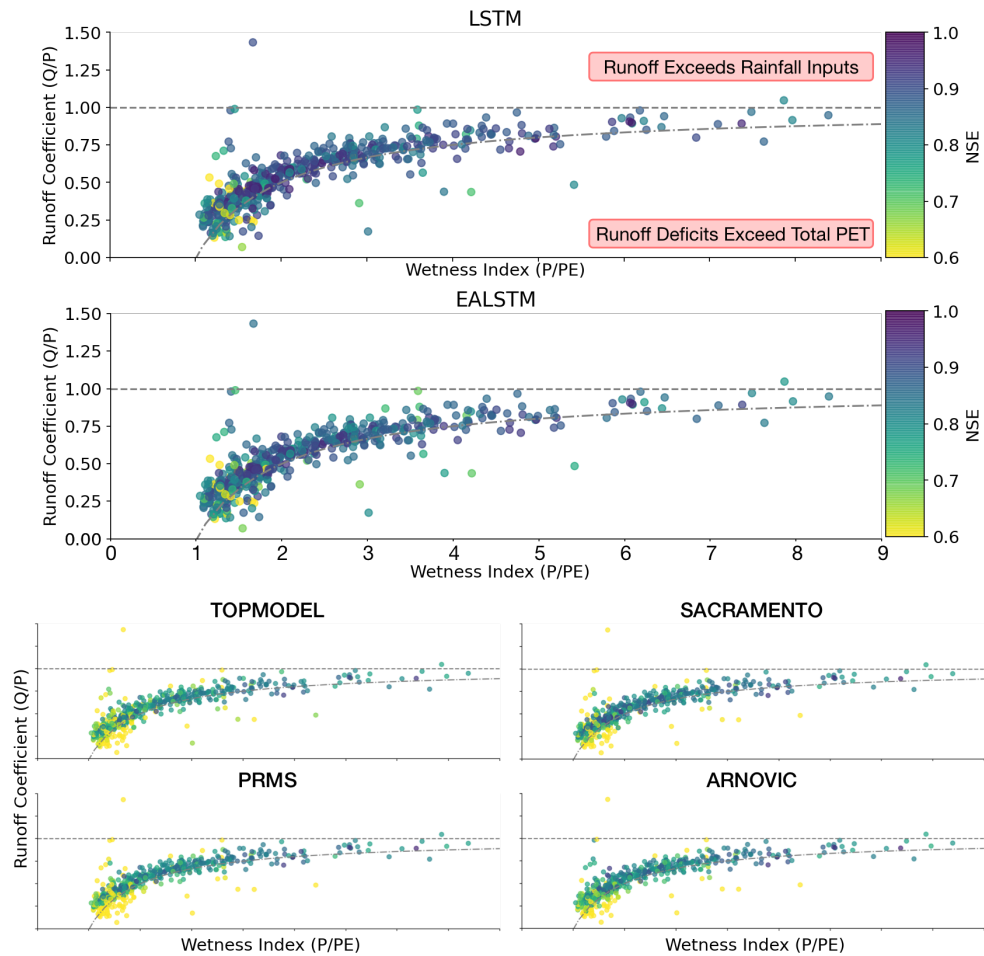 LSTM
Runoff Coefficient (Q/P)
1.50
1.25
1.00
0.75
0.50
0.25
0.00
Runoff Exceeds Rainfall Inputs
Runoff Deficits Exceed Total PET
Wetness Index (P/PE)
1.0
0.9
0.8
0.7
0.6
NSE
EALSTM
Runoff Coefficient (Q/P)
1.50
1.25
1.00
0.75
0.50
0.25
0.00
0 1 2 3 4 5 6 7 8 9
Wetness Index (P/PE)
1.0
0.9
0.8
0.7
0.6
NSE
TOPMODEL
SACRAMENTO
Runoff Coefficient (Q/P)
PRMS
ARNOVIC
Wetness Index (P/PE)
Wetness Index (P/PE)